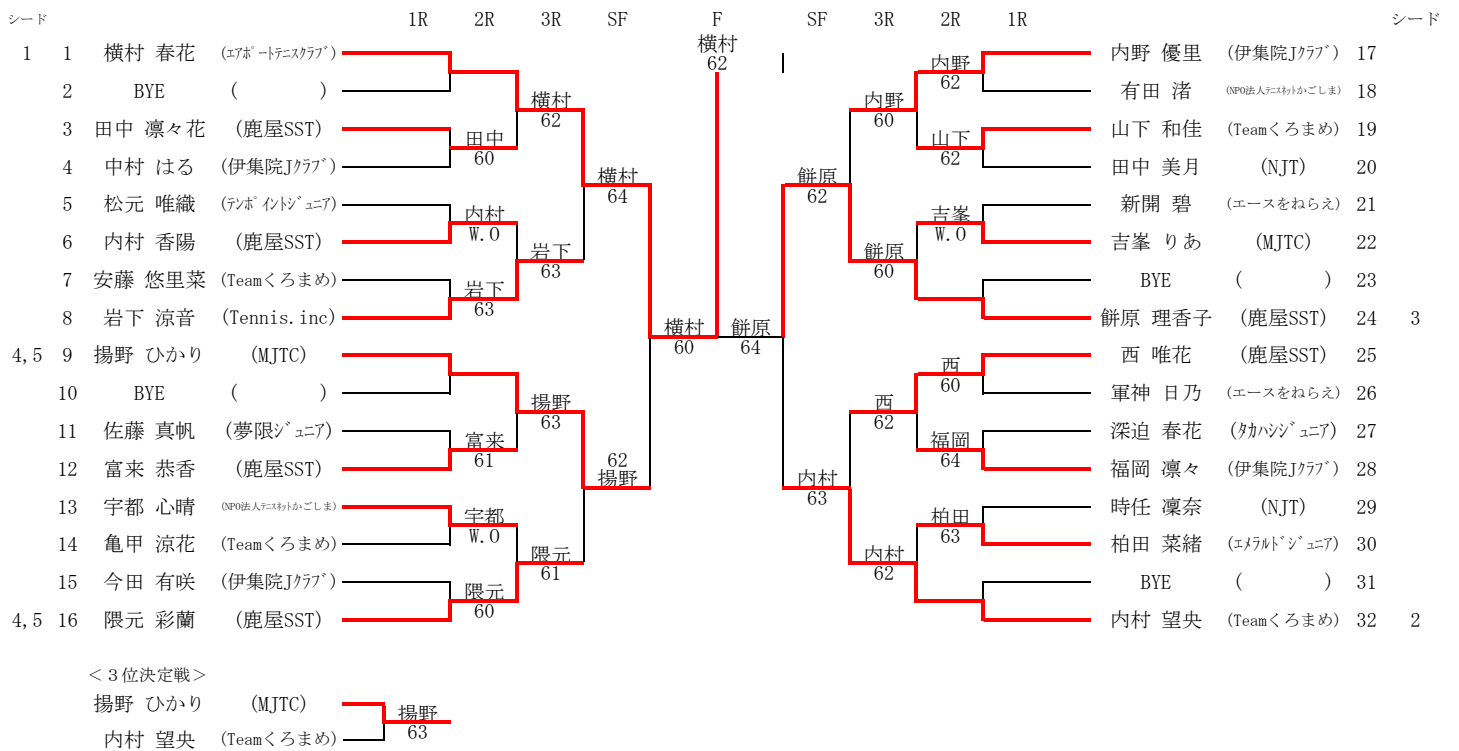 シード 1R 2R 3R SF F SF 3R 2R 1R シード
横村
62
1 1 横村 春花 (エアポートテニスクラブ)
2 BYE ( )
3 田中 凛々花 (鹿屋SST)
4 中村 はる (伊集院Jクラブ)
5 松元 唯織 (テンポイントジュニア)
6 内村 香陽 (鹿屋SST)
7 安藤 悠里菜 (Teamくろまめ)
8 岩下 涼音 (Tennis.inc)
4,5 9 揚野 ひかり (MJTC)
10 BYE ( )
11 佐藤 真帆 (夢限ジュニア)
12 富来 恭香 (鹿屋SST)
13 宇都 心晴 (NPO法人テニスネットかごしま)
14 亀甲 涼花 (Teamくろまめ)
15 今田 有咲 (伊集院Jクラブ)
4,5 16 隈元 彩蘭 (鹿屋SST)
田中
60
内村
W.O
岩下
63
富来
61
宇都
W.O
隈元
60
横村
62
岩下
63
揚野
63
隈元
61
横村
64
62
揚野
横村
60
餅原
64
餅原
62
内村
63
内野
60
餅原
60
西
62
内村
62
内野
62
山下
62
吉峯
W.O
西
60
福岡
64
柏田
63
内野 優里 (伊集院Jクラブ) 17
有田 渚 (NPO法人テニスネットかごしま) 18
山下 和佳 (Teamくろまめ) 19
田中 美月 (NJT) 20
新開 碧 (エースをねらえ) 21
吉峯 りあ (MJTC) 22
BYE ( ) 23
餅原 理香子 (鹿屋SST) 24 3
西 唯花 (鹿屋SST) 25
軍神 日乃 (エースをねらえ) 26
深迫 春花 (タカハシジュニア) 27
福岡 凛々 (伊集院Jクラブ) 28
時任 凜奈 (NJT) 29
柏田 菜緒 (エメラルドジュニア) 30
BYE ( ) 31
内村 望央 (Teamくろまめ) 32 2
＜３位決定戦＞
揚野 ひかり (MJTC)
内村 望央 (Teamくろまめ)
揚野
63